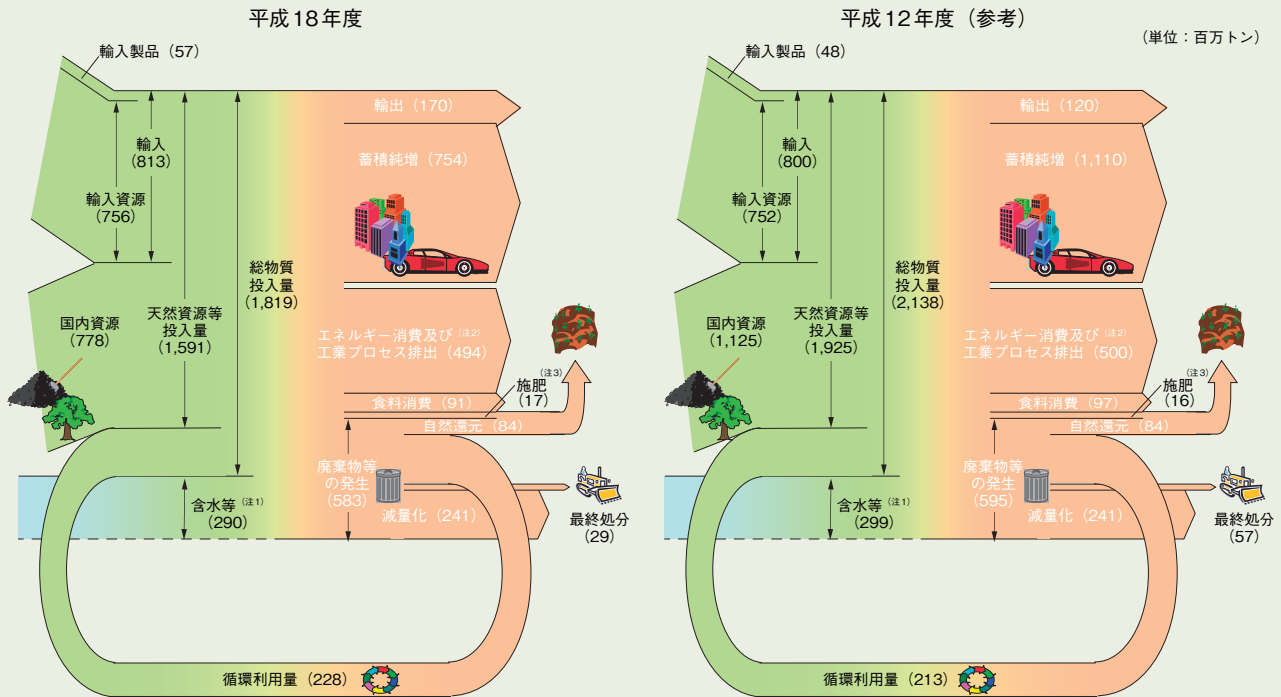 平成18年度
輸入製品（57）
輸入
（813）
輸入資源
（756）
国内資源
（778）
天然資源等
投入量
（1,591）
総物質
投入量
（1,819）
含水等（注1）
（290）
輸出（170）
蓄積純増（754）
エネルギー消費及び（注2）
工業プロセス排出（494）
食料消費（91）
施肥（注3）
（17）
自然還元（84）
廃棄物等
の発生
（583）
減量化（241）
最終処分
（29）
循環利用量（228）
平成12年度（参考）
（単位：百万トン）
輸入製品（48）
輸入
（800）
輸入資源
（752）
国内資源
（1,125）
天然資源等
投入量
（1,925）
総物質
投入量
（2,138）
含水等（注1）
（299）
輸出（120）
蓄積純増（1,110）
エネルギー消費及び（注2）
工業プロセス排出（500）
食料消費（97）
施肥（注3）
（16）
自然還元（84）
廃棄物等
の発生
（595）
減量化（241）
最終処分
（57）
循環利用量（213）